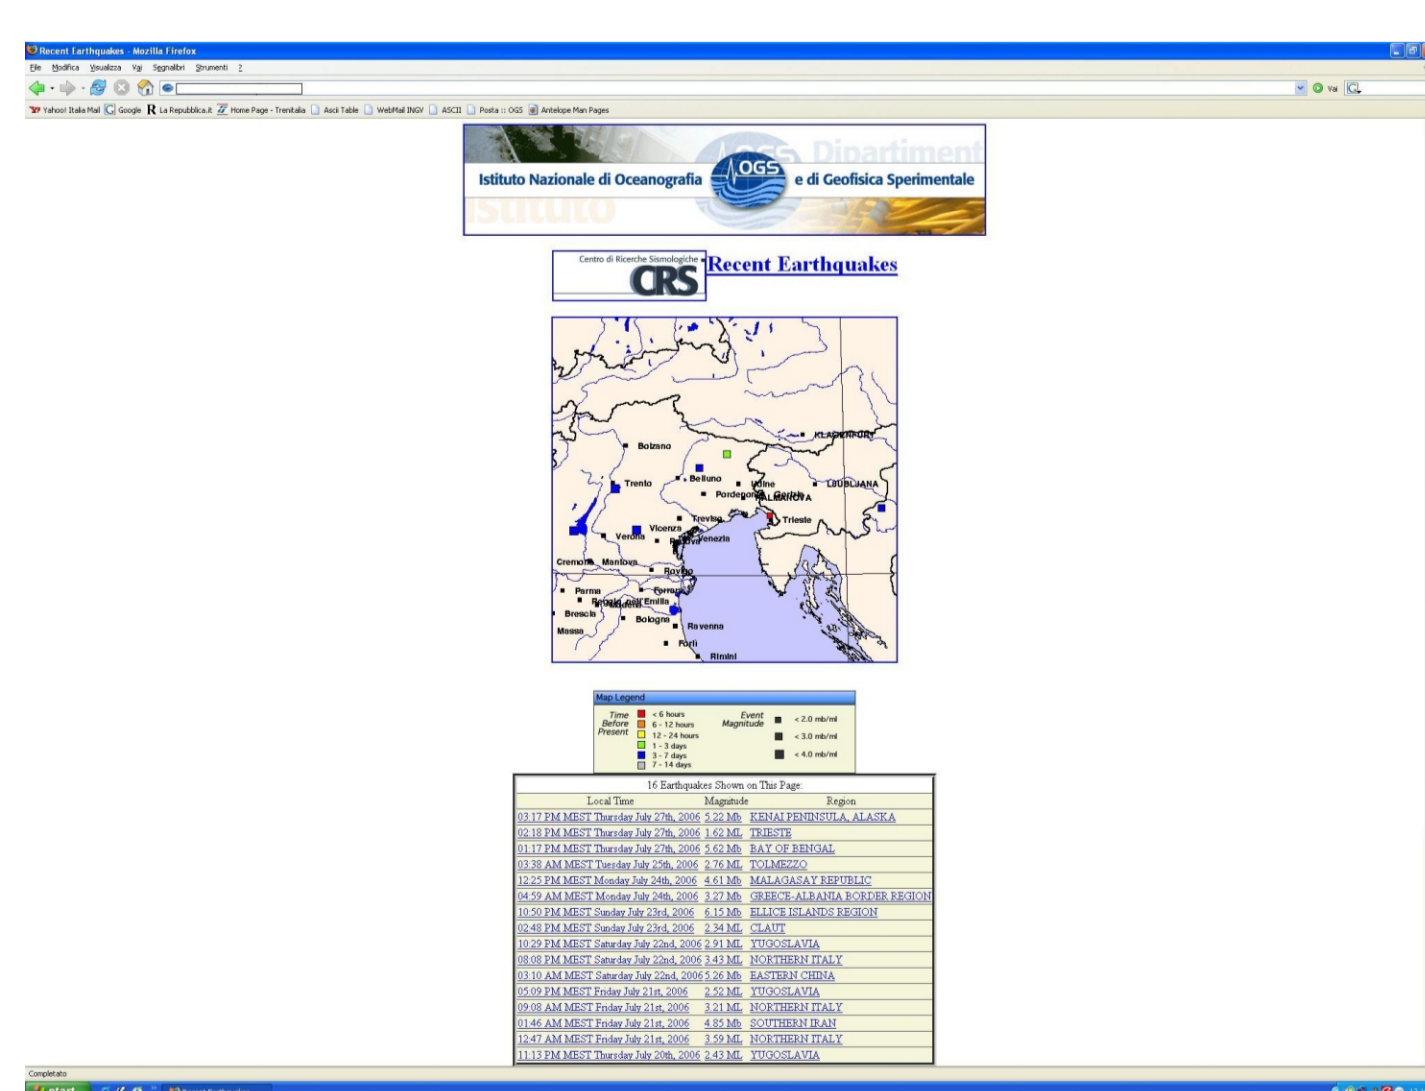 Recent Earthquakes - Mozilla Firefox
File Modifica Visualizza Vai Segnalibri Strumenti ?
Vai
Yahoo! Italia Mail Google La Repubblica.it Home Page - Trenitalia Ascii Table WebMail INGV ASCII Posta :: OGS Antelope Man Pages
Dipartiment
Istituto Nazionale di Oceanografia OGS e di Geofisica Sperimentale
Istituto
Centro di Ricerche Sismologiche
CRS
Recent Earthquakes
KLAGENFURT
Bolzano
Belluno
Trento
Udine
LJUBLJANA
Pordenone
Gorizia
PALMANOVA
Treviso
Trieste
Vicenza
Verona
Padova
Venezia
Cremona
Mantova
Rovigo
Parma
Ferrara
Reggio nell'Emilia
Modena
Brescia
Bologna
Massa
Ravenna
Forli
Rimini
Map Legend
Time Before Present
< 6 hours
6 - 12 hours
12 - 24 hours
1 - 3 days
3 - 7 days
7 - 14 days
Event Magnitude
< 2.0 mb/ml
< 3.0 mb/ml
< 4.0 mb/ml
16 Earthquakes Shown on This Page:
Local Time Magnitude Region
03:17 PM MEST Thursday July 27th, 2006 5.22 Mb KENAI PENINSULA, ALASKA
02:18 PM MEST Thursday July 27th, 2006 1.62 ML TRIESTE
01:17 PM MEST Thursday July 27th, 2006 5.62 Mb BAY OF BENGAL
03:38 AM MEST Tuesday July 25th, 2006 2.76 ML TOLMEZZO
12:25 PM MEST Monday July 24th, 2006 4.61 Mb MALAGASAY REPUBLIC
04:59 AM MEST Monday July 24th, 2006 3.27 Mb GREECE-ALBANIA BORDER REGION
10:50 PM MEST Sunday July 23rd, 2006 6.15 Mb ELLICE ISLANDS REGION
02:48 PM MEST Sunday July 23rd, 2006 2.34 ML CLAUT
10:29 PM MEST Saturday July 22nd, 2006 2.91 ML YUGOSLAVIA
08:08 PM MEST Saturday July 22nd, 2006 3.43 ML NORTHERN ITALY
03:10 AM MEST Saturday July 22nd, 2006 5.26 Mb EASTERN CHINA
05:09 PM MEST Friday July 21st, 2006 2.52 ML YUGOSLAVIA
09:08 AM MEST Friday July 21st, 2006 3.21 ML NORTHERN ITALY
01:46 AM MEST Friday July 21st, 2006 4.85 Mb SOUTHERN IRAN
12:47 AM MEST Friday July 21st, 2006 3.59 ML NORTHERN ITALY
11:13 PM MEST Thursday July 20th, 2006 2.43 ML YUGOSLAVIA
Completato
start